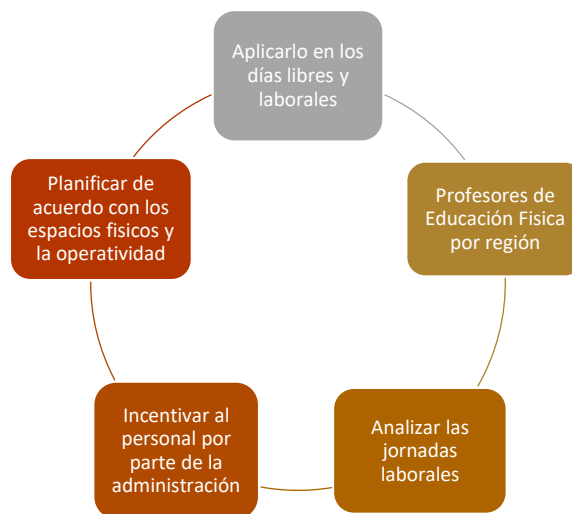 Aplicarlo en los
días libres y
laborales
Profesores de
Educación Fisica
por región
Analizar las
jornadas
laborales
Incentivar al
personal por
parte de la
administración
Planificar de
acuerdo con los
espacios fisicos y
la operatividad